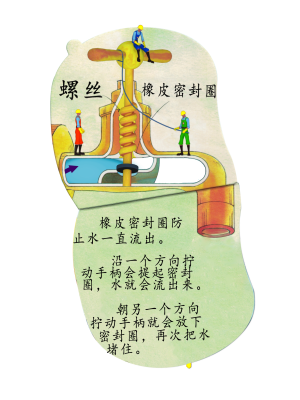 螺丝
橡皮密封圈
橡皮密封圈防
止水一直流出。
沿一个方向拧
动手柄会提起密封
圈，水就会流出来。
朝另一个方向
拧动手柄就会放下
密封圈，再次把水
堵住。